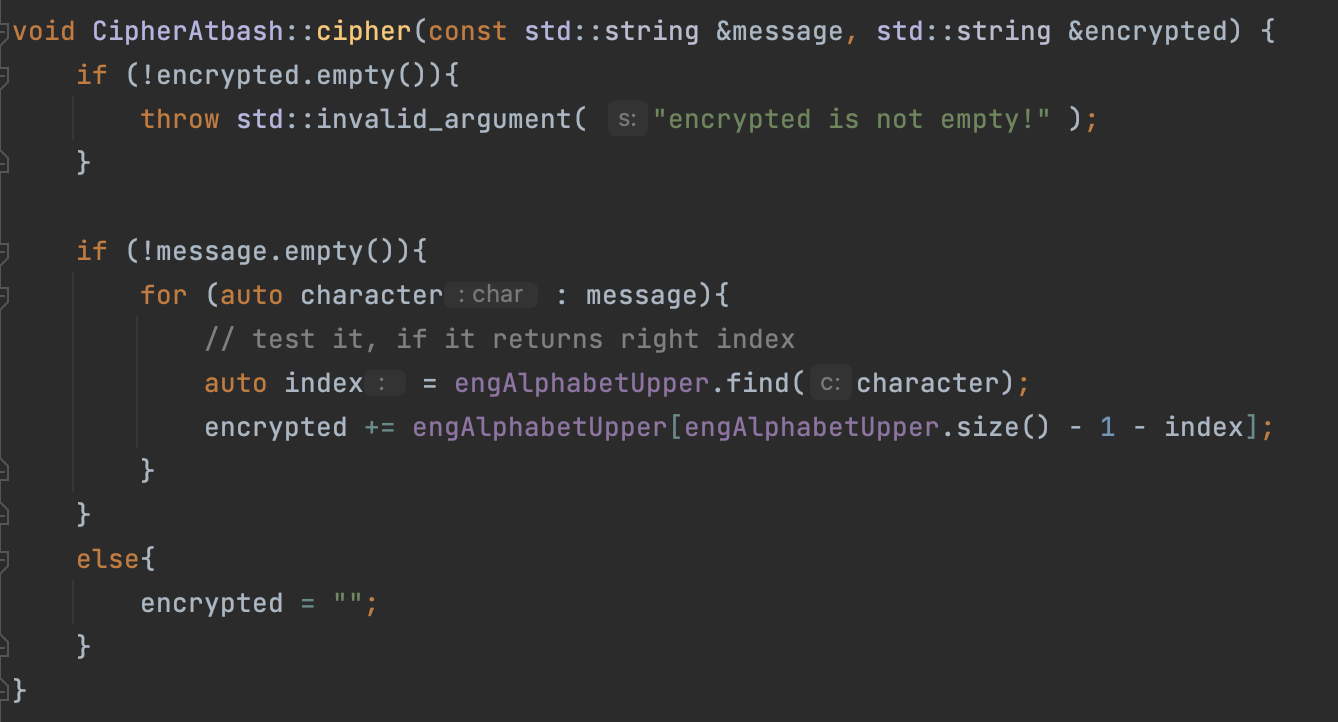 void CipherAtbash::cipher(const std::string &message, std::string &encrypted) {
    if (!encrypted.empty()){
        throw std::invalid_argument( s: "encrypted is not empty!" );
    }

    if (!message.empty()){
        for (auto character : char : message){
            // test it, if it returns right index
            auto index : = engAlphabetUpper.find( c: character);
            encrypted += engAlphabetUpper[engAlphabetUpper.size() - 1 - index];
        }
    }
    else{
        encrypted = "";
    }
}